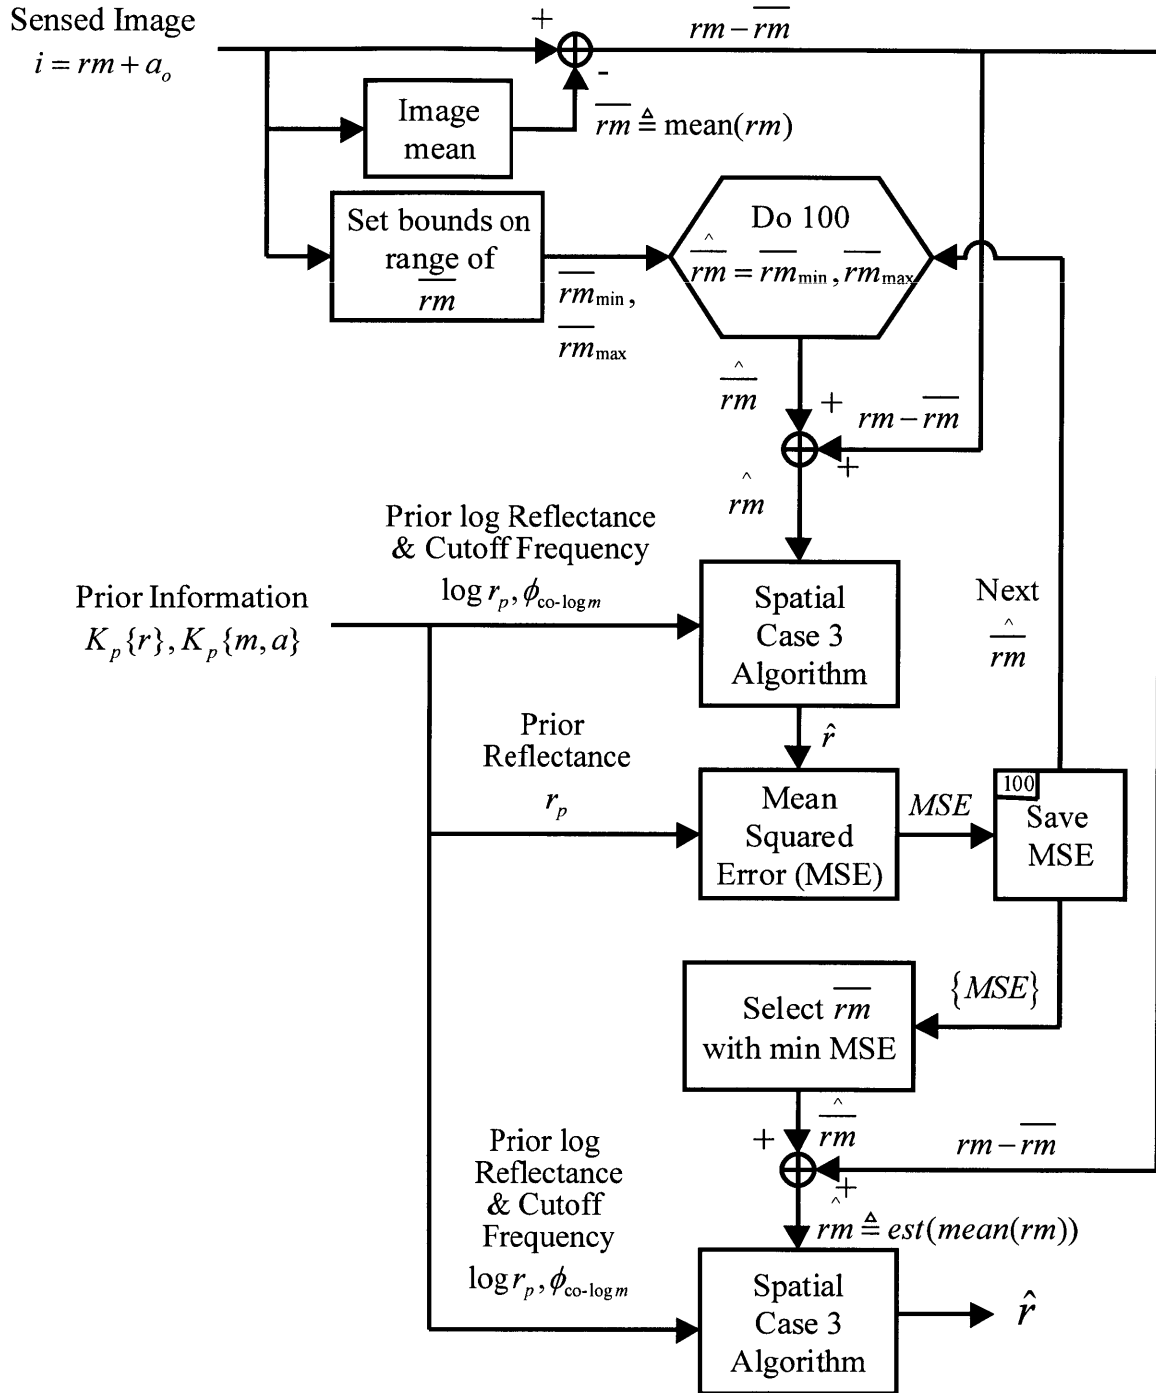 Sensed Image
i = rm + a_o
+
rm − \overline{rm}
-
Image
mean
\overline{rm} ≜ mean(rm)
Set bounds on
range of
\overline{rm}
\overline{rm}_min ,
\overline{rm}_max
Do 100
\hat{\overline{rm}} = \overline{rm}_min , \overline{rm}_max
\hat{\overline{rm}}
+
rm − \overline{rm}
+
\hat{rm}
Prior log Reflectance
& Cutoff Frequency
log r_p , ϕ_co-log m
Prior Information
K_p{r}, K_p{m, a}
Spatial
Case 3
Algorithm
Next
\hat{\overline{rm}}
\hat{r}
Prior
Reflectance
r_p
Mean
Squared
Error (MSE)
MSE
100
Save
MSE
{MSE}
Select \overline{rm}
with min MSE
\hat{\overline{rm}}
+
rm − \overline{rm}
+
\hat{rm} ≜ est(mean(rm))
Prior log
Reflectance
& Cutoff
Frequency
log r_p , ϕ_co-log m
Spatial
Case 3
Algorithm
\hat{r}